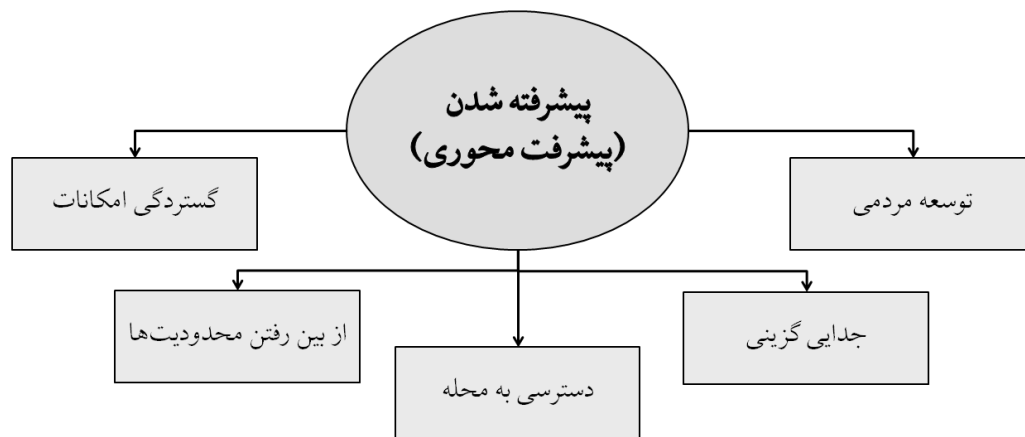 پیشرفته شدن
(پیشرفت محوری)
توسعه مردمی
گستردگی امکانات
جدایی گزینی
از بین رفتن محدودیت‌ها
دسترسی به محله